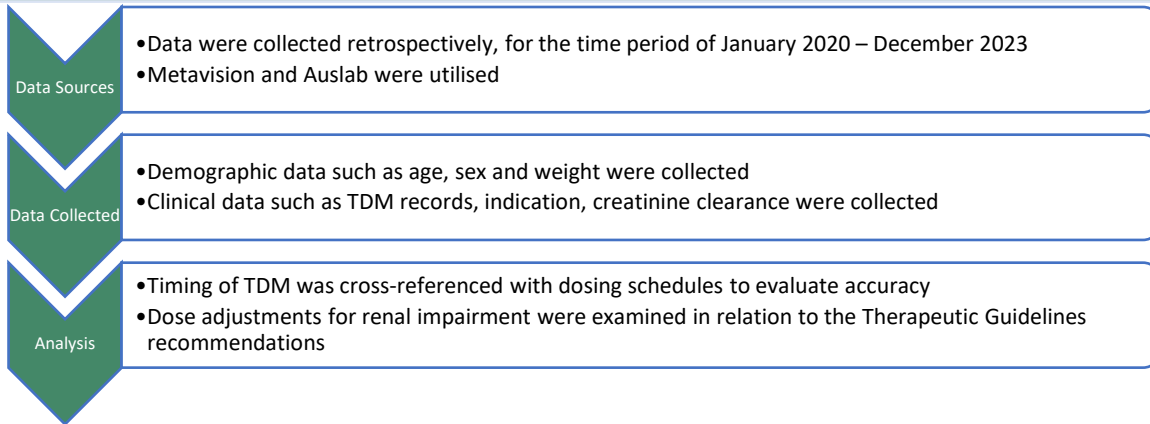 Data Sources
•Data were collected retrospectively, for the time period of January 2020 – December 2023
•Metavision and Auslab were utilised
Data Collected
•Demographic data such as age, sex and weight were collected
•Clinical data such as TDM records, indication, creatinine clearance were collected
Analysis
•Timing of TDM was cross-referenced with dosing schedules to evaluate accuracy
•Dose adjustments for renal impairment were examined in relation to the Therapeutic Guidelines
recommendations